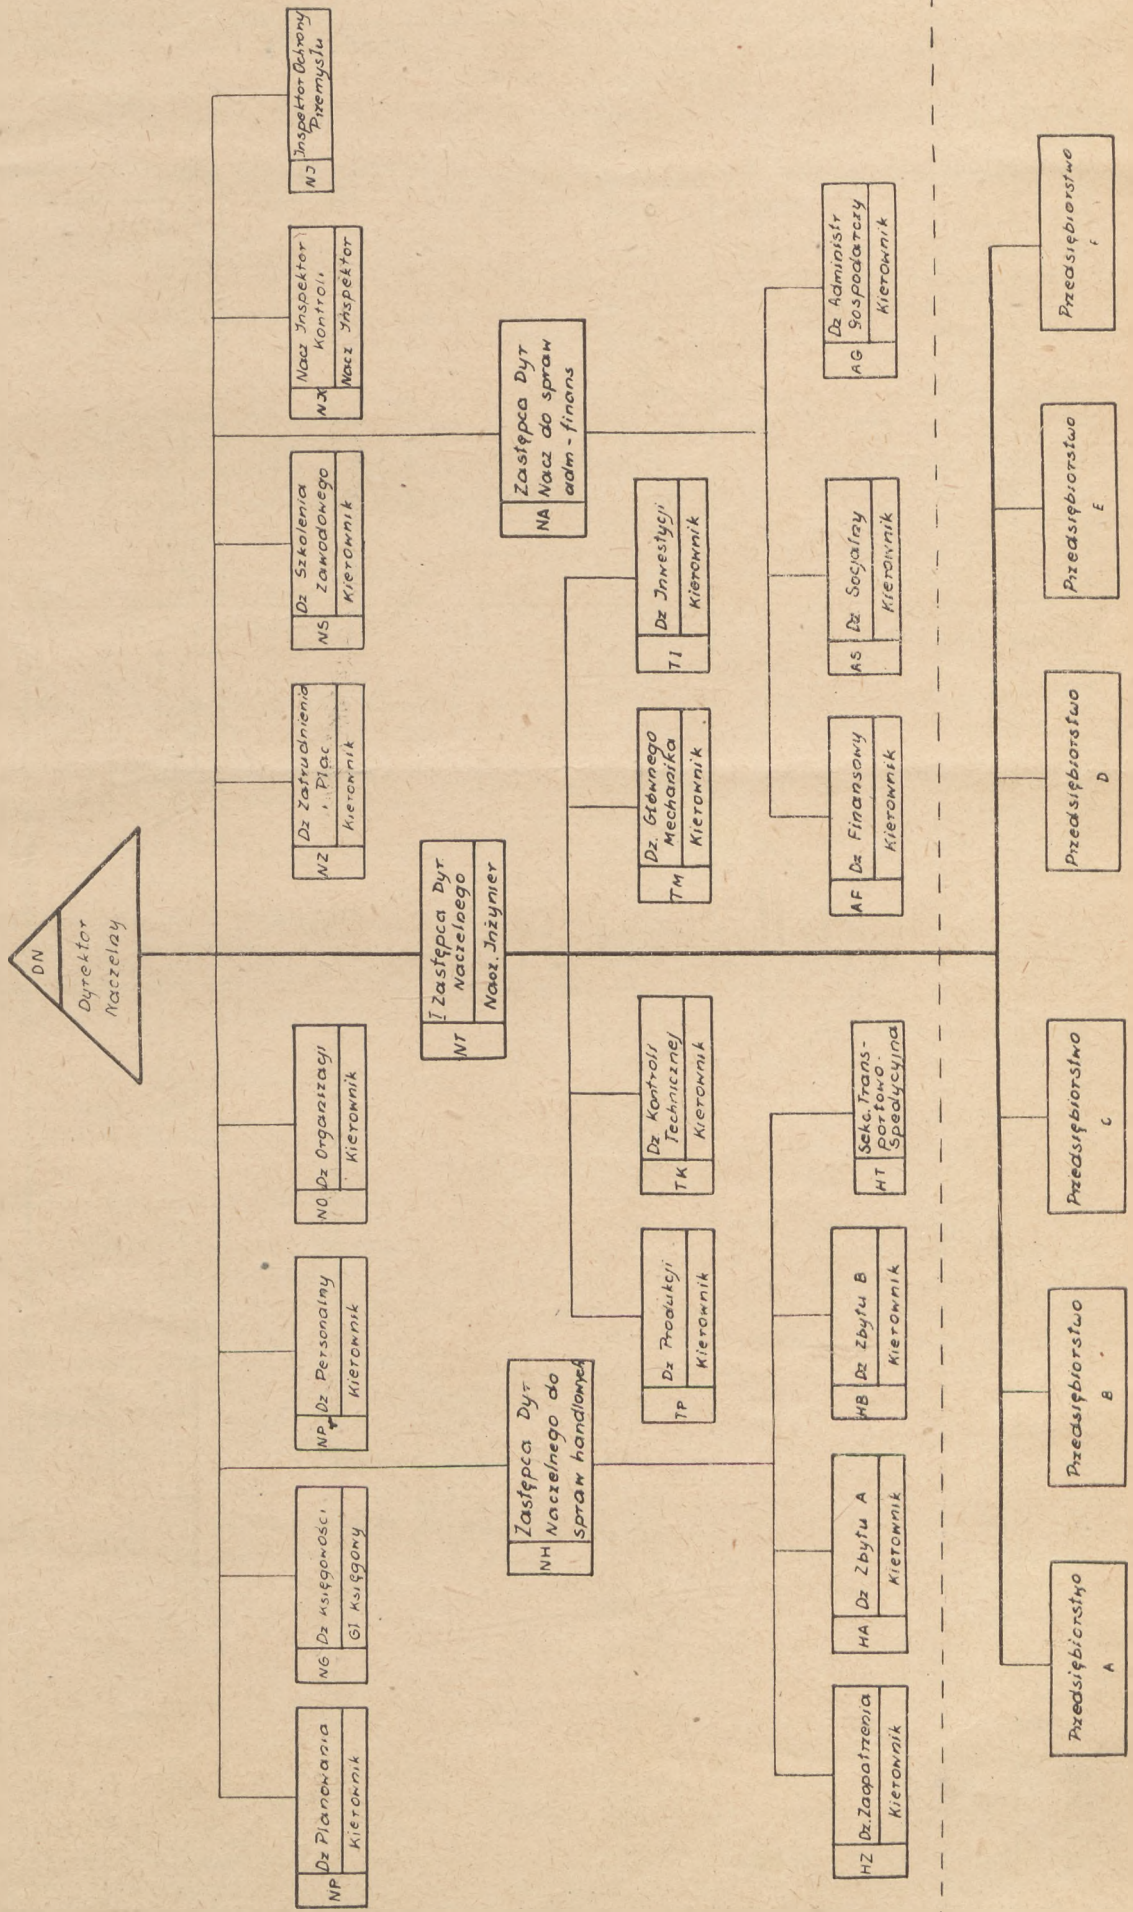 DN
Dyrektor
Naczelny
NP
Dz Planowania
Kierownik
NG
Dz Księgowości
Gł Księgowy
NP
Dz Personalny
Kierownik
NO
Dz Organizacji
Kierownik
NZ
Dz Zatrudnienia
i Płac
Kierownik
NS
Dz Szkolenia
Zawodowego
Kierownik
NK
Nacz Inspektor
Kontroli
Nacz Inspektor
NJ
Inspektor Ochrony
Przemysłu
NH
Zastępca Dyr
Naczelnego do
spraw handlowych
NT
I Zastępca Dyr
Naczelnego
Nacz. Inżynier
NA
Zastępca Dyr
Nacz do spraw
adm-finans
TP
Dz Produkcji
Kierownik
TK
Dz Kontroli
Technicznej
Kierownik
TM
Dz. Głównego
Mechanika
Kierownik
TI
Dz Inwestycji
Kierownik
HZ
Dz. Zaopatrzenia
Kierownik
HA
Dz Zbytu A
Kierownik
HB
Dz Zbytu B
Kierownik
HT
Sekc. Trans-
portowo-
Spedycyjna
AF
Dz Finansowy
Kierownik
AS
Dz Socjalny
Kierownik
AG
Dz Administr
Gospodarczy
Kierownik
Przedsiębiorstwo
A
Przedsiębiorstwo
B
Przedsiębiorstwo
C
Przedsiębiorstwo
D
Przedsiębiorstwo
E
Przedsiębiorstwo
F